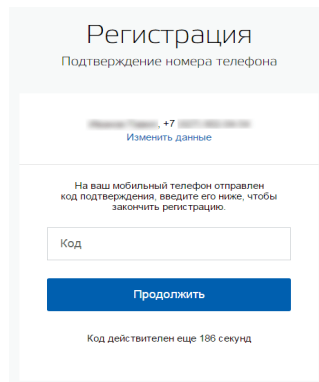 Регистрация
Подтверждение номера телефона
+7
Изменить данные
На ваш мобильный телефон отправлен
код подтверждения, введите его ниже, чтобы
закончить регистрацию.
Код
Продолжить
Код действителен еще 186 секунд